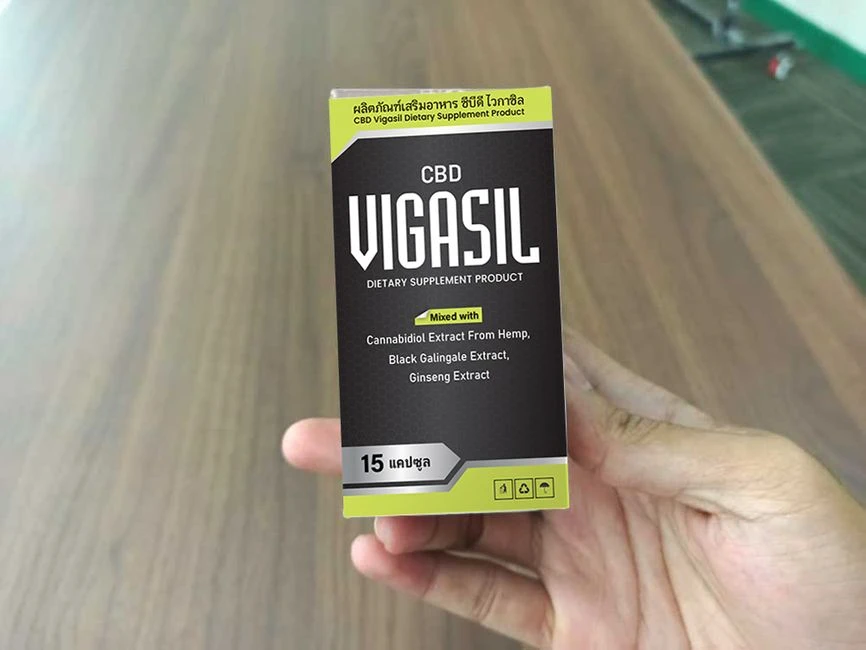 ผลิตภัณฑ์เสริมอาหาร ซีบีดี ไวกาซิล
CBD Vigasil Dietary Supplement Product
CBD
VIGASIL
DIETARY SUPPLEMENT PRODUCT
Mixed with
Cannabidiol Extract From Hemp,
Black Galingale Extract,
Ginseng Extract
15 แคปซูล